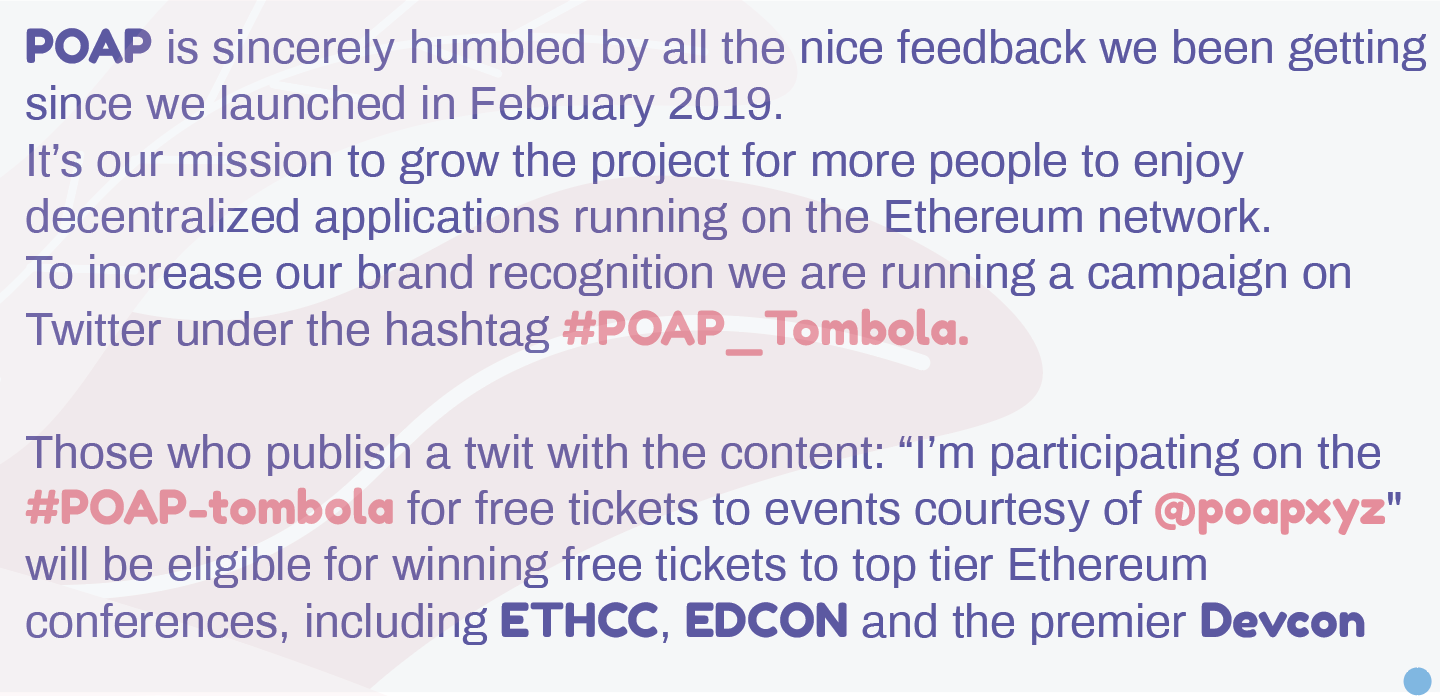 POAP is sincerely humbled by all the nice feedback we been getting
since we launched in February 2019.
It’s our mission to grow the project for more people to enjoy
decentralized applications running on the Ethereum network.
To increase our brand recognition we are running a campaign on
Twitter under the hashtag #POAP_Tombola.
Those who publish a twit with the content: “I’m participating on the
#POAP-tombola for free tickets to events courtesy of @poapxyz"
will be eligible for winning free tickets to top tier Ethereum
conferences, including ETHCC, EDCON and the premier Devcon